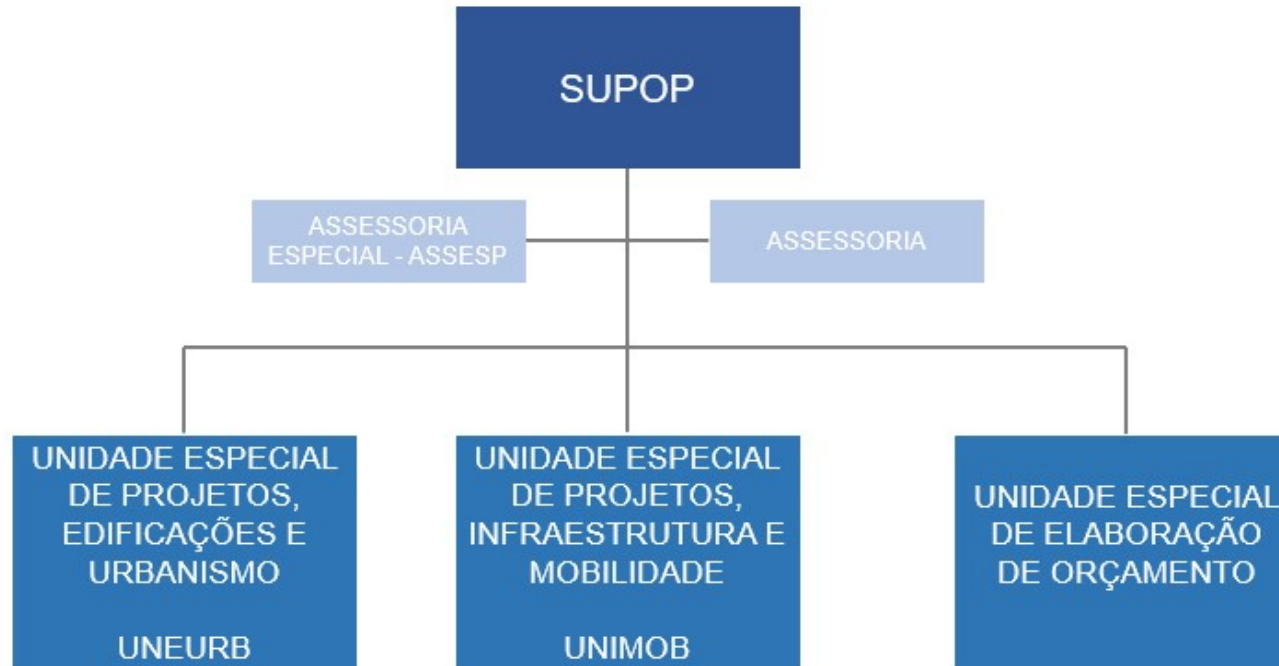 SUPOP
ASSESSORIA
ESPECIAL - ASSESP
ASSESSORIA
UNIDADE ESPECIAL
DE PROJETOS,
EDIFICAÇÕES E
URBANISMO
UNEURB
UNIDADE ESPECIAL
DE PROJETOS,
INFRAESTRUTURA E
MOBILIDADE
UNIMOB
UNIDADE ESPECIAL
DE ELABORAÇÃO
DE ORÇAMENTO